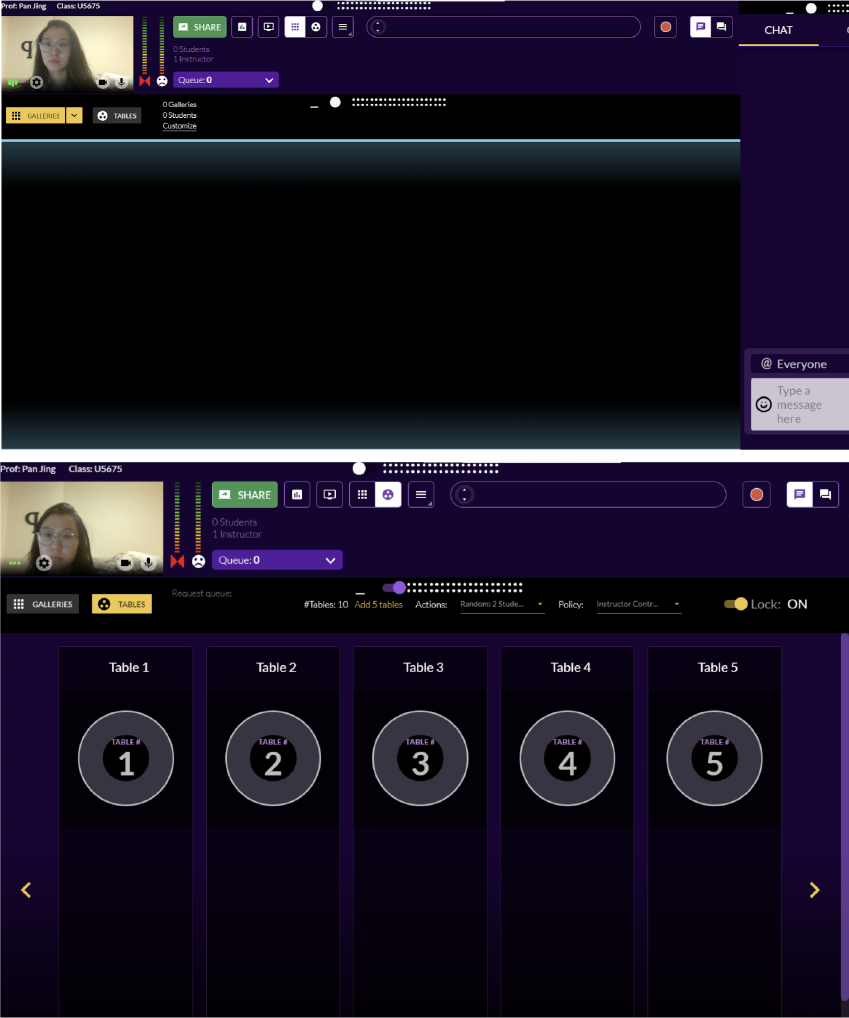 Prof: Pan Jing Class: U5675
SHARE
0 Students
1 Instructor
Queue: 0
CHAT
GALLERIES
TABLES
0 Galleries
0 Students
Customize
@ Everyone
Type a
message
here
Prof: Pan Jing Class: U5675
SHARE
0 Students
1 Instructor
Queue: 0
GALLERIES
TABLES
Request queue:
#Tables: 10 Add 5 tables Actions: Random: 2 Stude... Policy: Instructor Contr... Lock: ON
Table 1 Table 2 Table 3 Table 4 Table 5
TABLE # TABLE # TABLE # TABLE # TABLE #
1 2 3 4 5